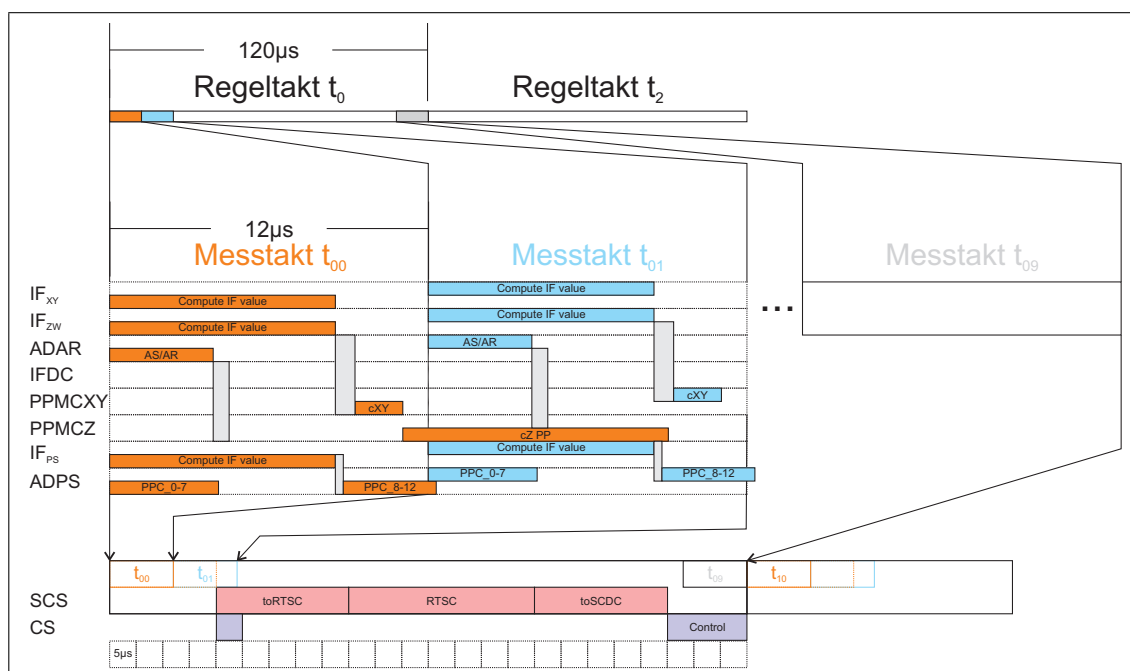 120µs
Regeltakt t0 Regeltakt t2
12µs
Messtakt t00 Messtakt t01 Messtakt t09
IFXY Compute IF value Compute IF value
IFZW Compute IF value Compute IF value
...
ADAR AS/AR AS/AR
IFDC
PPMCXY cXY cXY
PPMCZ cZ PP
IFPS Compute IF value Compute IF value
ADPS PPC_0-7 PPC_8-12 PPC_0-7 PPC_8-12
t00 t01 t09 t10
SCS toRTSC RTSC toSCDC
CS Control
5µs